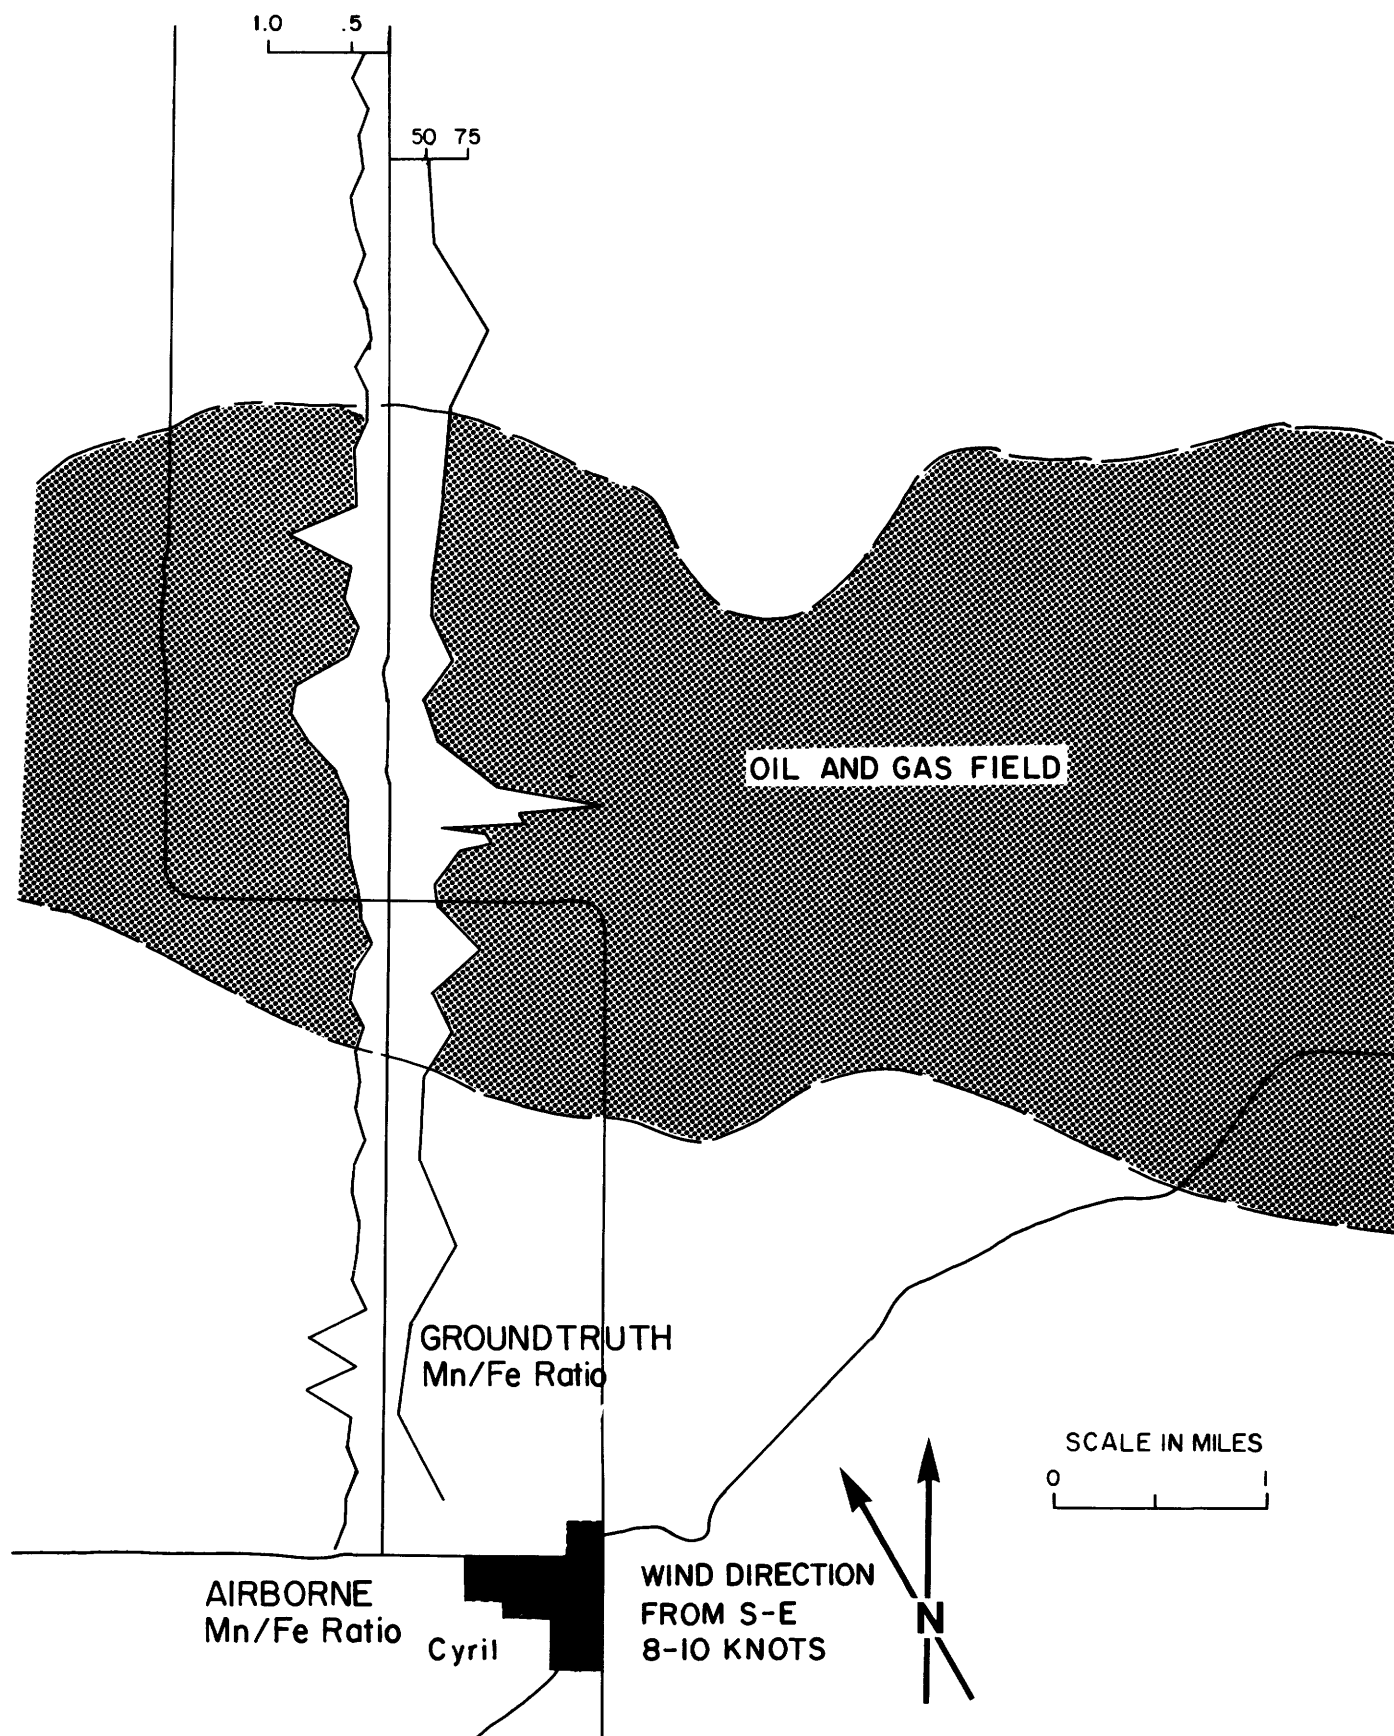 1.0 .5
50 75
OIL AND GAS FIELD
GROUNDTRUTH
Mn/Fe Ratio
SCALE IN MILES
0 1
AIRBORNE
Mn/Fe Ratio
Cyril
WIND DIRECTION
FROM S-E
8-10 KNOTS
N